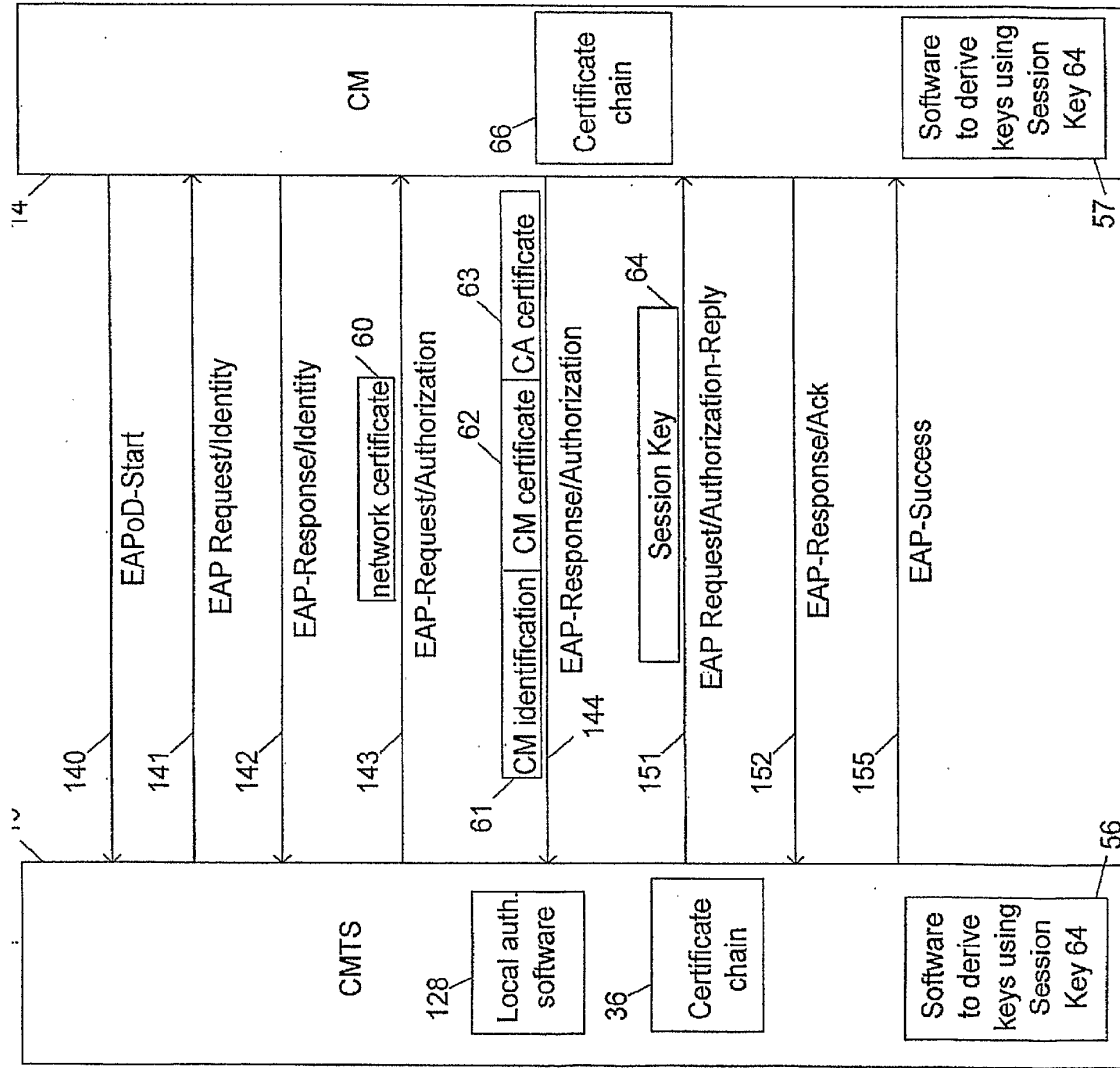 14
CM
66
Certificate
chain
Software
to derive
keys using
Session
Key 64
57
140
EAPoD-Start
141
EAP Request/Identity
142
EAP-Response/Identity
network certificate
60
143
EAP-Request/Authorization
61
CM identification
62
CM certificate
63
CA certificate
144
EAP-Response/Authorization
Session Key
64
151
EAP Request/Authorization-Reply
152
EAP-Response/Ack
155
EAP-Success
CMTS
128
Local auth.
software
36
Certificate
chain
Software
to derive
keys using
Session
Key 64
56